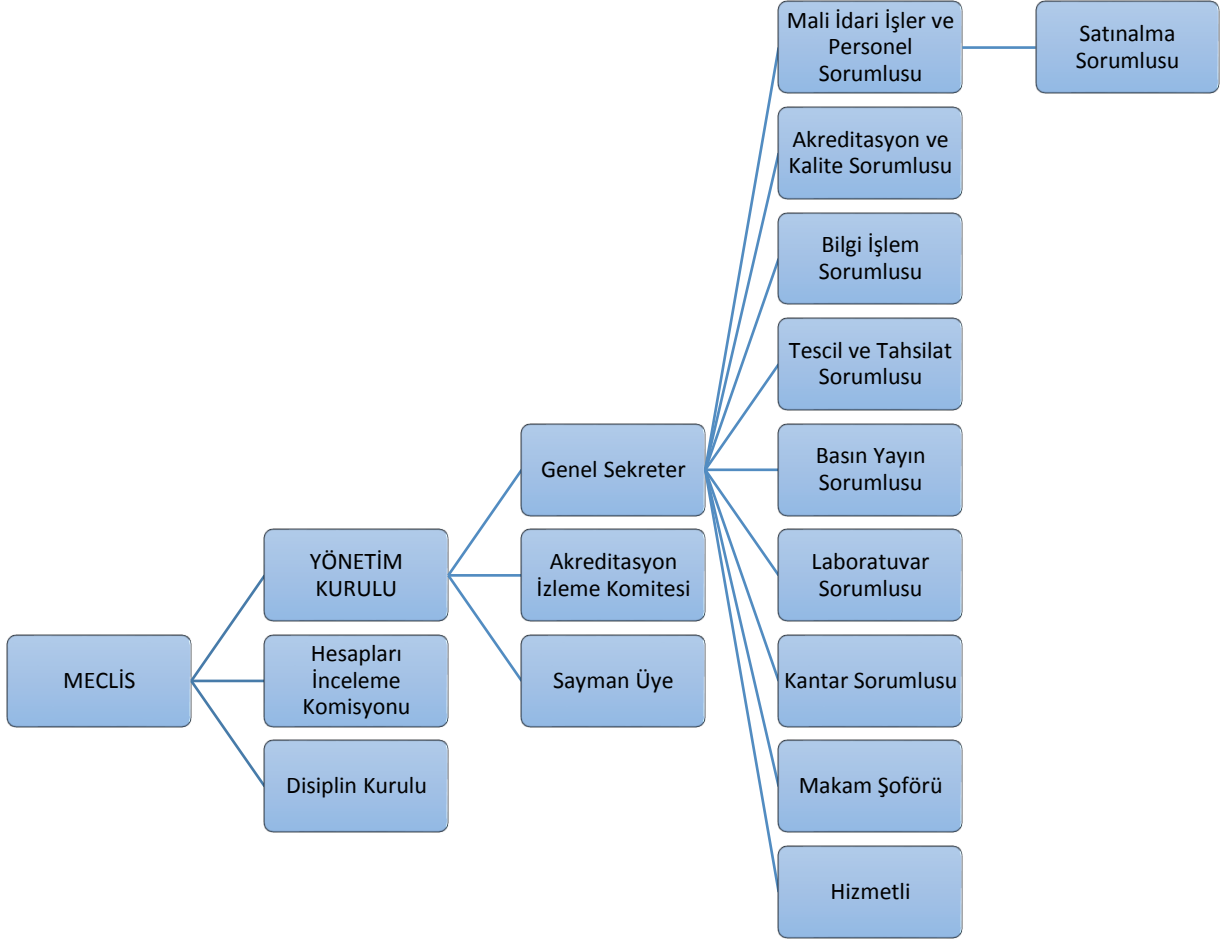 MECLİS
YÖNETİM
KURULU
Hesapları
İnceleme
Komisyonu
Disiplin Kurulu
Genel Sekreter
Akreditasyon
İzleme Komitesi
Sayman Üye
Mali İdari İşler ve
Personel
Sorumlusu
Akreditasyon ve
Kalite Sorumlusu
Bilgi İşlem
Sorumlusu
Tescil ve Tahsilat
Sorumlusu
Basın Yayın
Sorumlusu
Laboratuvar
Sorumlusu
Kantar Sorumlusu
Makam Şoförü
Hizmetli
Satınalma
Sorumlusu